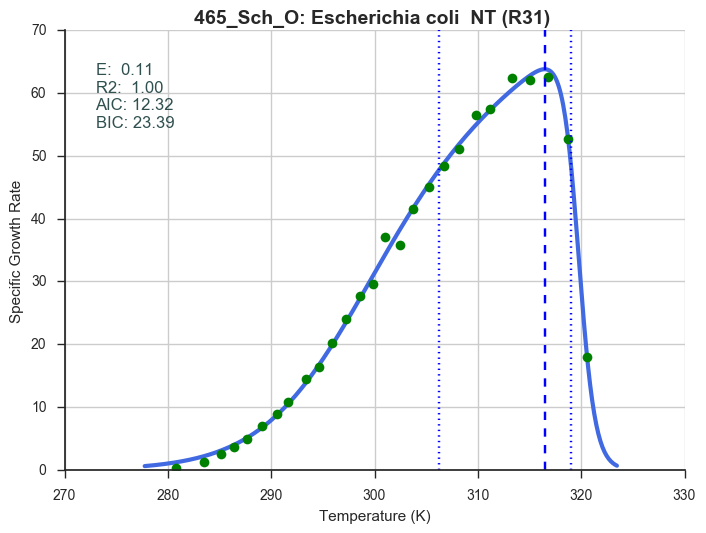 465_Sch_O: Escherichia coli  NT (R31)
E:  0.11
R2:  1.00
AIC: 12.32
BIC: 23.39
Specific Growth Rate
70
60
50
40
30
20
10
0
270 280 290 300 310 320 330
Temperature (K)